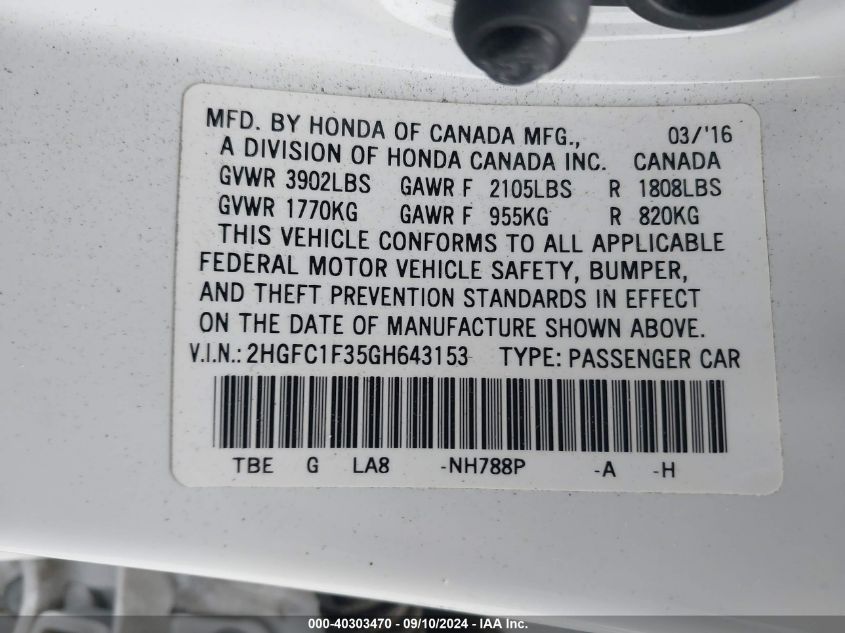 MFD. BY HONDA OF CANADA MFG., 03/'16
A DIVISION OF HONDA CANADA INC. CANADA
GVWR 3902LBS GAWR F 2105LBS R 1808LBS
GVWR 1770KG GAWR F 955KG R 820KG
THIS VEHICLE CONFORMS TO ALL APPLICABLE
FEDERAL MOTOR VEHICLE SAFETY, BUMPER,
AND THEFT PREVENTION STANDARDS IN EFFECT
ON THE DATE OF MANUFACTURE SHOWN ABOVE.
V.I.N.: 2HGFC1F35GH643153 TYPE: PASSENGER CAR
TBE G LA8 -NH788P -A -H
000-40303470 - 09/10/2024 - IAA Inc.